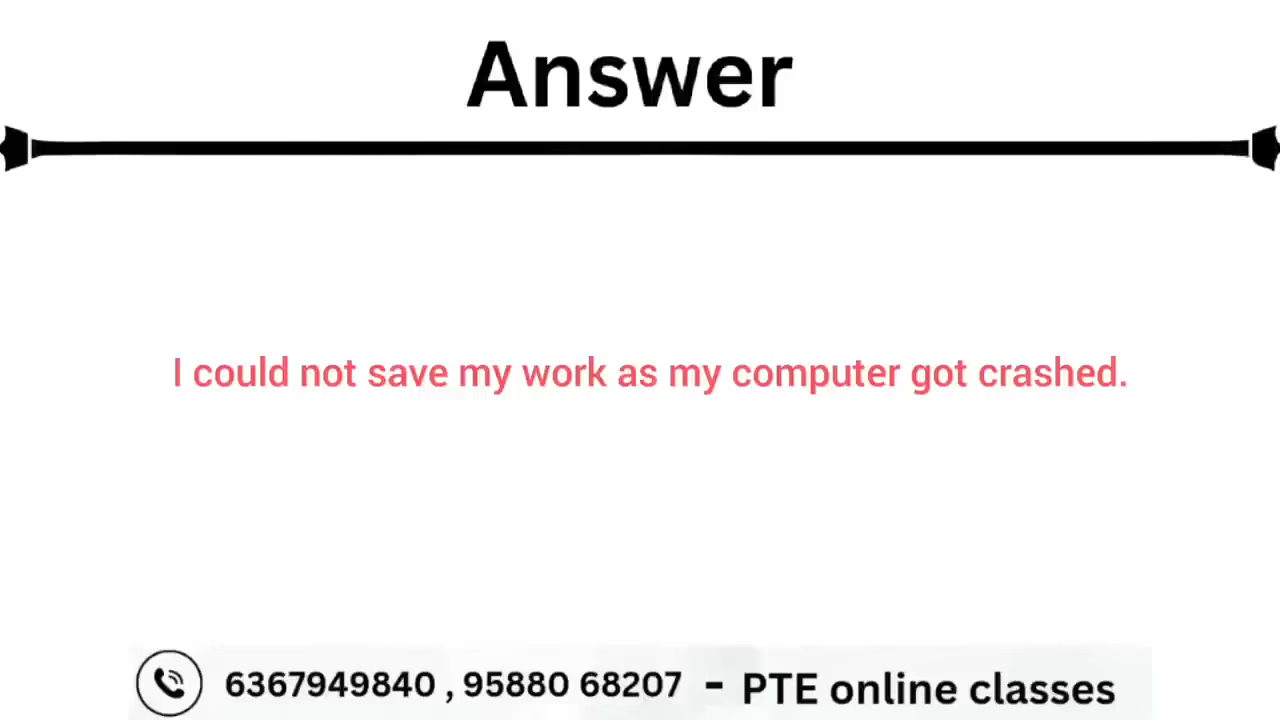 Answer
I could not save my work as my computer got crashed.
6367949840 , 95880 68207 - PTE online classes